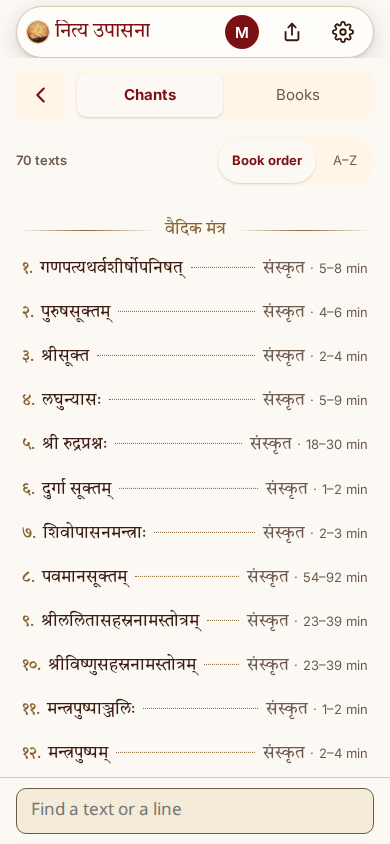 नित्य उपासना
M
Chants
Books
70 texts
Book order
A–Z
वैदिक मंत्र
१. गणपत्यथर्वशीर्षोपनिषत् संस्कृत · 5–8 min
२. पुरुषसूक्तम् संस्कृत · 4–6 min
३. श्रीसूक्त संस्कृत · 2–4 min
४. लघुन्यासः संस्कृत · 5–9 min
५. श्री रुद्रप्रश्नः संस्कृत · 18–30 min
६. दुर्गा सूक्तम् संस्कृत · 1–2 min
७. शिवोपासनमन्त्राः संस्कृत · 2–3 min
८. पवमानसूक्तम् संस्कृत · 54–92 min
९. श्रीललितासहस्रनामस्तोत्रम् संस्कृत · 23–39 min
१०. श्रीविष्णुसहस्रनामस्तोत्रम् संस्कृत · 23–39 min
११. मन्त्रपुष्पाञ्जलिः संस्कृत · 1–2 min
१२. मन्त्रपुष्पम् संस्कृत · 2–4 min
Find a text or a line